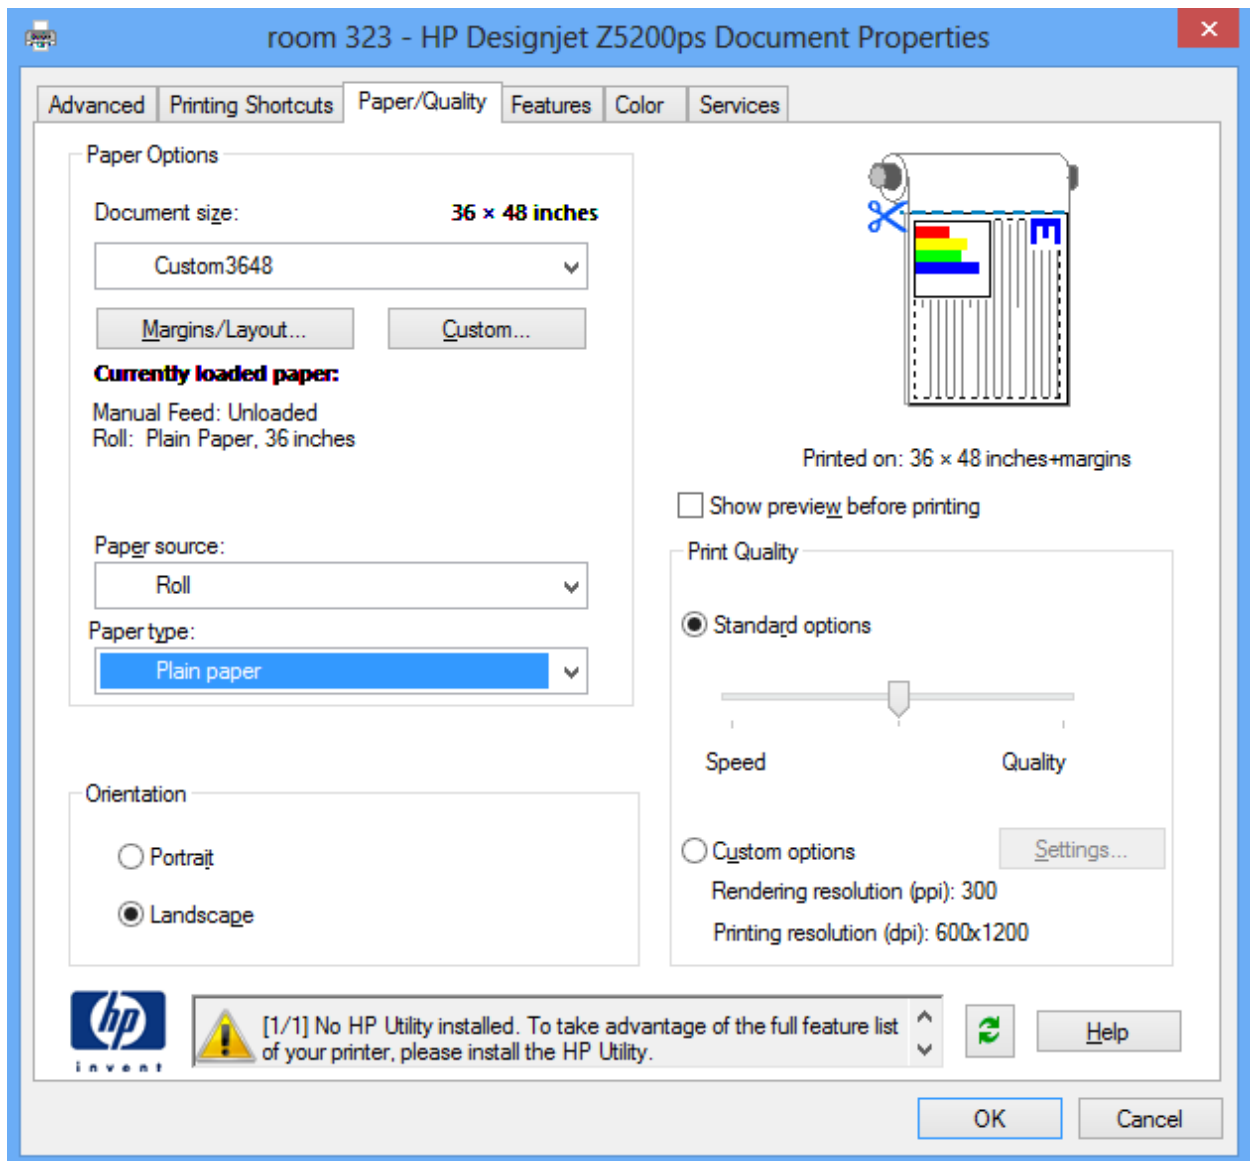 room 323 - HP Designjet Z5200ps Document Properties
Advanced Printing Shortcuts Paper/Quality Features Color Services
Paper Options
Document size: 36 × 48 inches
Custom3648
Margins/Layout... Custom...
Currently loaded paper:
Manual Feed: Unloaded
Roll: Plain Paper, 36 inches
Paper source:
Roll
Paper type:
Plain paper
Orientation
Portrait
Landscape
E
Printed on: 36 × 48 inches+margins
Show preview before printing
Print Quality
Standard options
Speed Quality
Custom options Settings...
Rendering resolution (ppi): 300
Printing resolution (dpi): 600x1200
hp
invent
[1/1] No HP Utility installed. To take advantage of the full feature list
of your printer, please install the HP Utility.
Help
OK Cancel